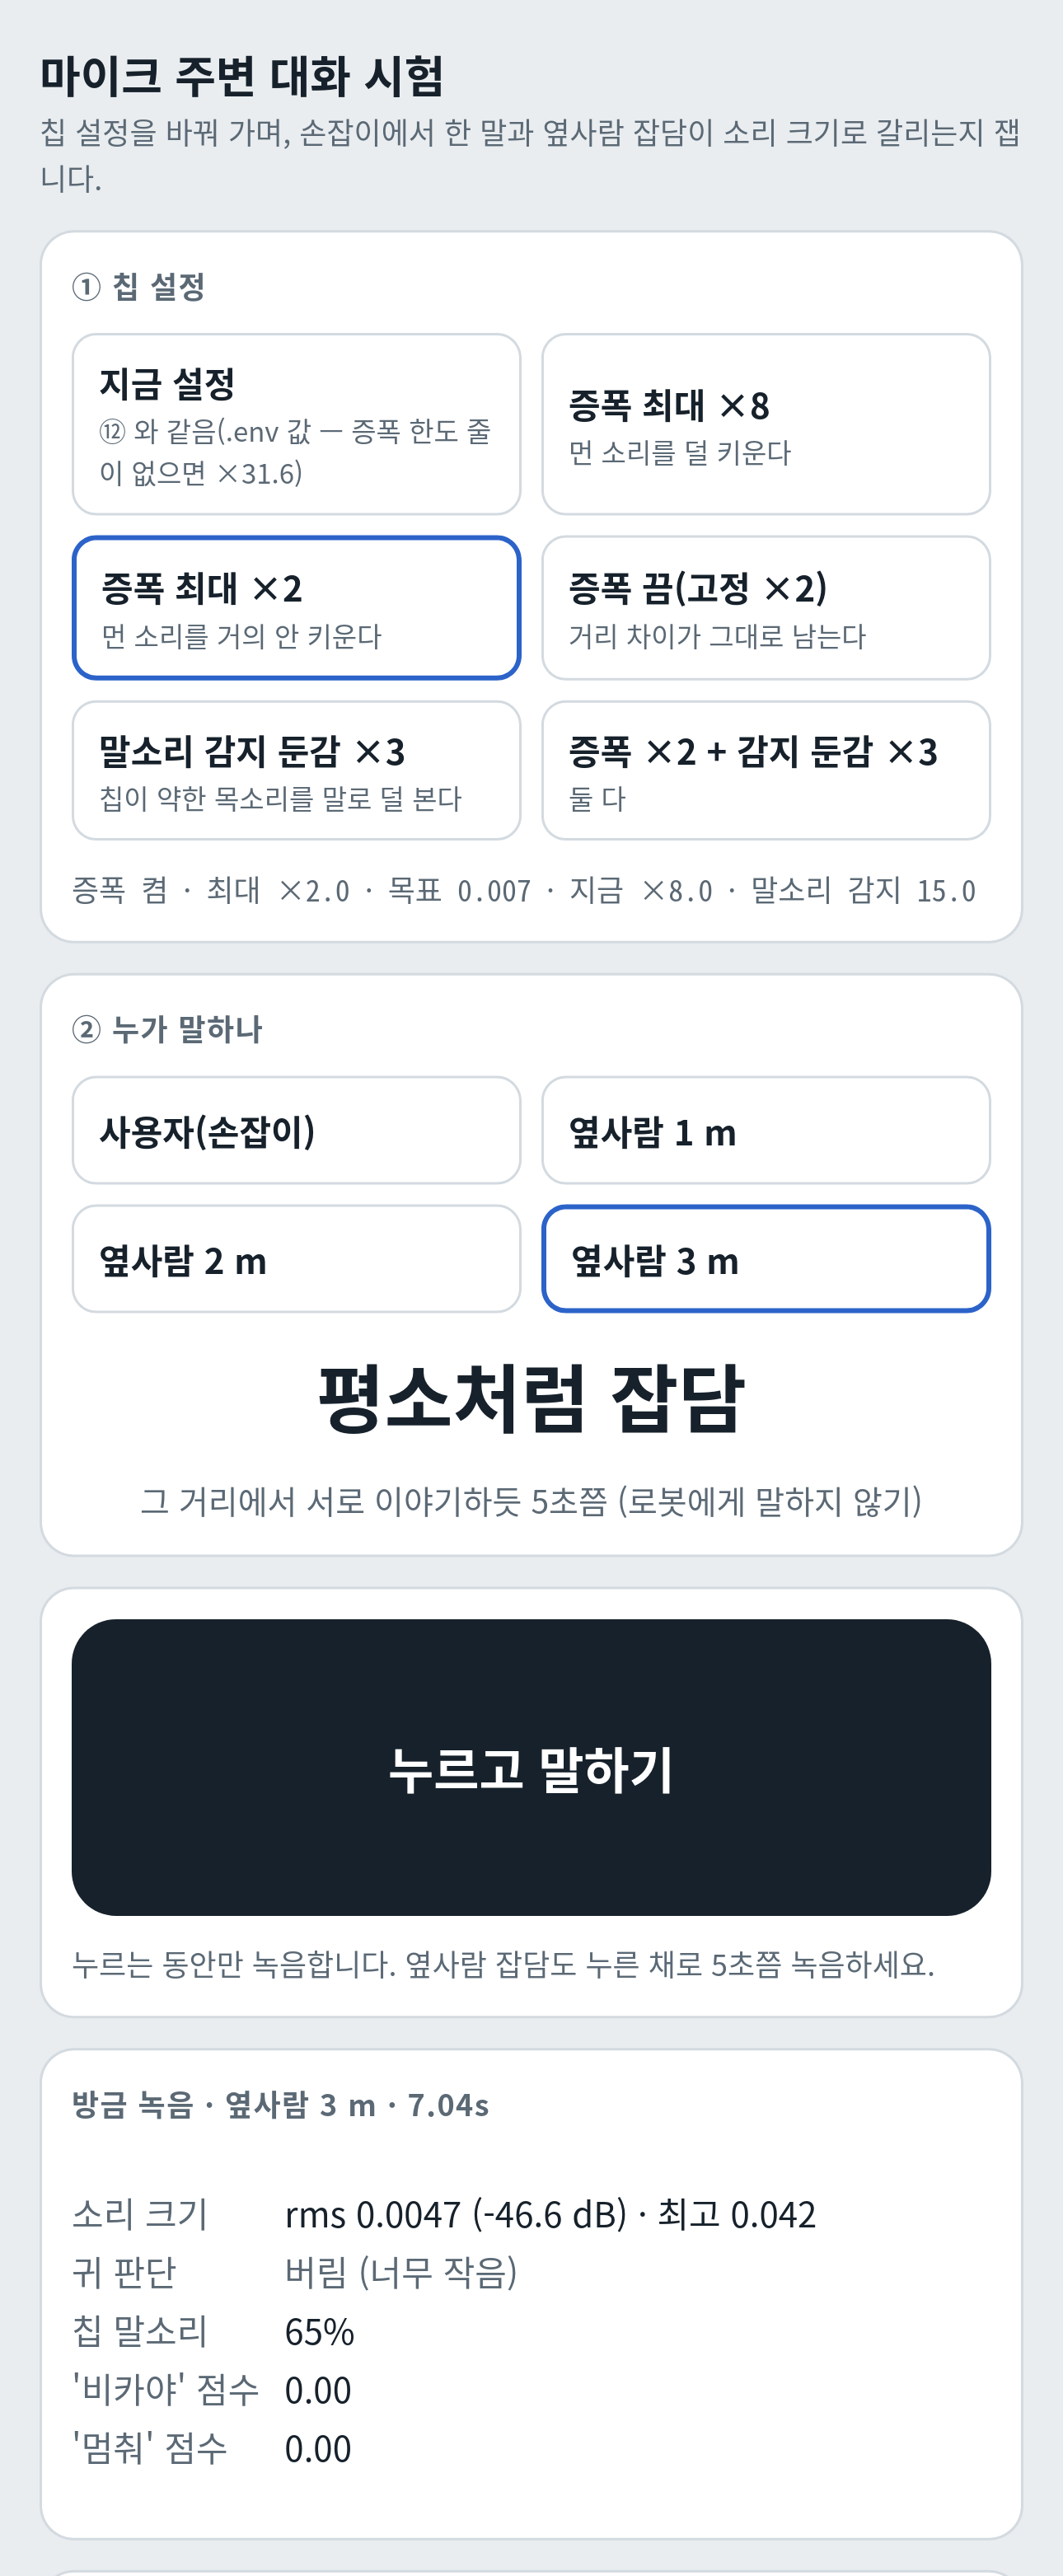 마이크 주변 대화 시험
칩 설정을 바꿔 가며, 손잡이에서 한 말과 옆사람 잡담이 소리 크기로 갈리는지 잽
니다.
① 칩 설정
지금 설정
⑫ 와 같음(.env 값 — 증폭 한도 줄
이 없으면 ×31.6)
증폭 최대 ×8
먼 소리를 덜 키운다
증폭 최대 ×2
먼 소리를 거의 안 키운다
증폭 끔(고정 ×2)
거리 차이가 그대로 남는다
말소리 감지 둔감 ×3
칩이 약한 목소리를 말로 덜 본다
증폭 ×2 + 감지 둔감 ×3
둘 다
증폭 켬 · 최대 ×2.0 · 목표 0.007 · 지금 ×8.0 · 말소리 감지 15.0
② 누가 말하나
사용자(손잡이)
옆사람 1 m
옆사람 2 m
옆사람 3 m
평소처럼 잡담
그 거리에서 서로 이야기하듯 5초쯤 (로봇에게 말하지 않기)
누르고 말하기
누르는 동안만 녹음합니다. 옆사람 잡담도 누른 채로 5초쯤 녹음하세요.
방금 녹음 · 옆사람 3 m · 7.04s
소리 크기 rms 0.0047 (-46.6 dB) · 최고 0.042
귀 판단 버림 (너무 작음)
칩 말소리 65%
'비카야' 점수 0.00
'멈춰' 점수 0.00